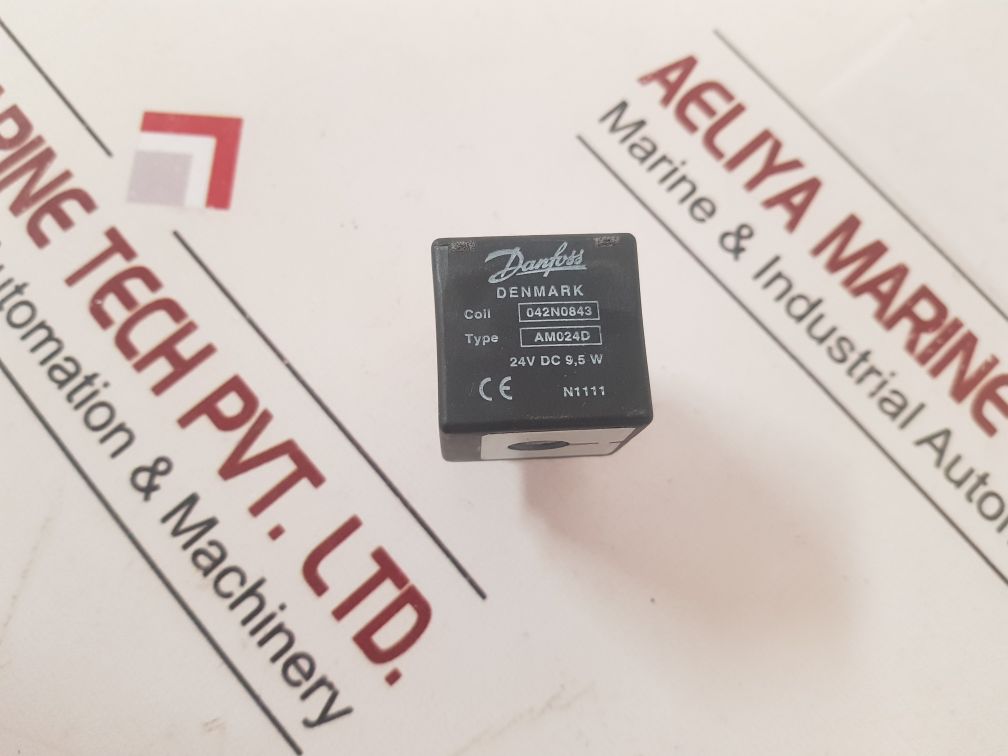 AELIYA MARINE
Marine & Industrial Autom
ARINE TECH PVT. LTD.
utomation & Machinery
Danfoss
DENMARK
Coil 042N0843
Type AM024D
24V DC 9,5 W
CE N1111